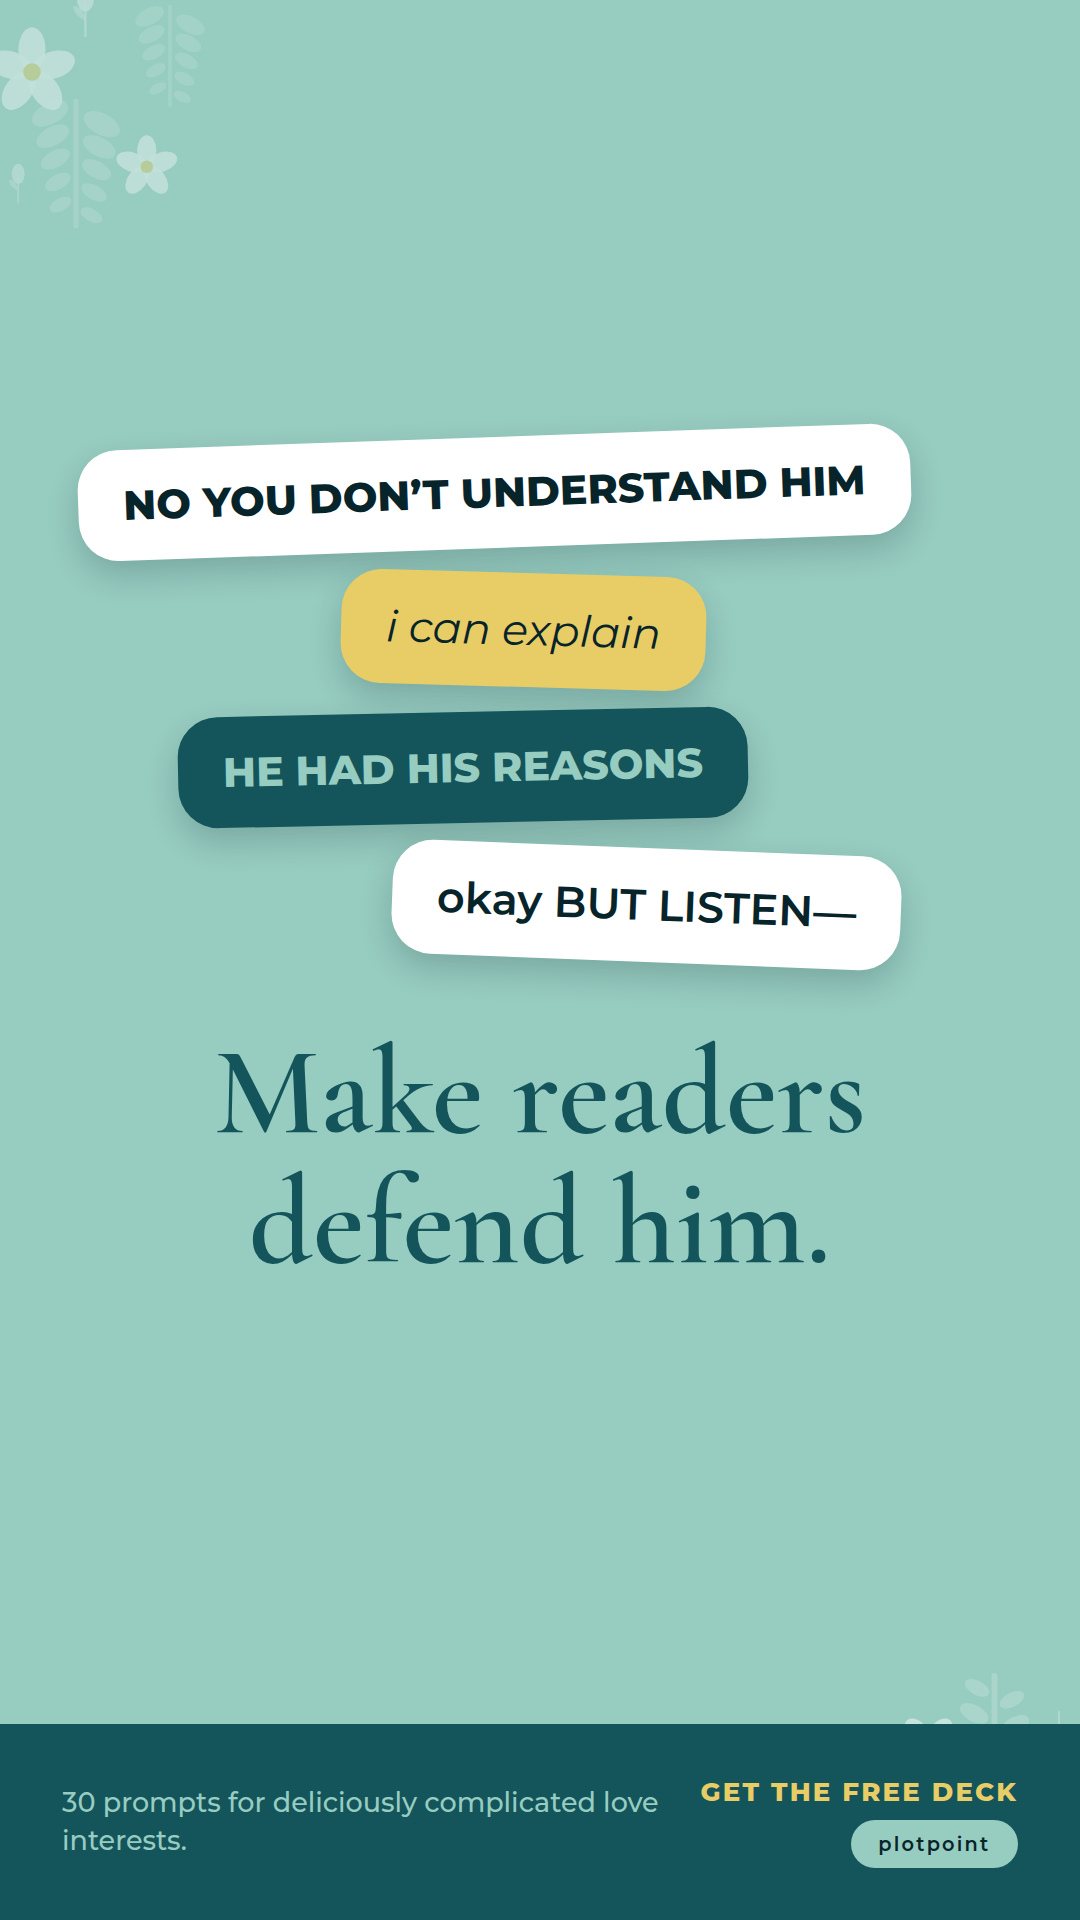 NO YOU DON’T UNDERSTAND HIM
i can explain
HE HAD HIS REASONS
okay BUT LISTEN—
Make readers
defend him.
30 prompts for deliciously complicated love
interests.
GET THE FREE DECK
plotpoint